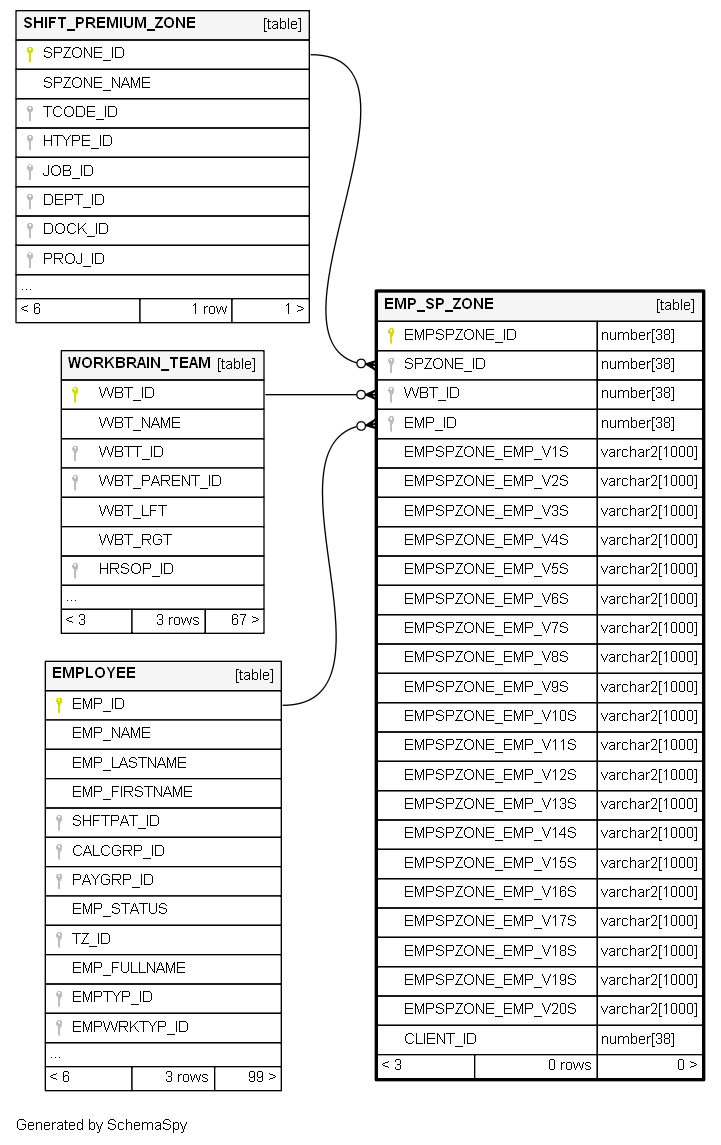 SHIFT_PREMIUM_ZONE [table]
SPZONE_ID
SPZONE_NAME
TCODE_ID
HTYPE_ID
JOB_ID
DEPT_ID
DOCK_ID
PROJ_ID
...
< 6 1 row 1 >
WORKBRAIN_TEAM [table]
WBT_ID
WBT_NAME
WBTT_ID
WBT_PARENT_ID
WBT_LFT
WBT_RGT
HRSOP_ID
...
< 3 3 rows 67 >
EMPLOYEE [table]
EMP_ID
EMP_NAME
EMP_LASTNAME
EMP_FIRSTNAME
SHFTPAT_ID
CALCGRP_ID
PAYGRP_ID
EMP_STATUS
TZ_ID
EMP_FULLNAME
EMPTYP_ID
EMPWRKTYP_ID
...
< 6 3 rows 99 >
EMP_SP_ZONE [table]
EMPSPZONE_ID number[38]
SPZONE_ID number[38]
WBT_ID number[38]
EMP_ID number[38]
EMPSPZONE_EMP_V1S varchar2[1000]
EMPSPZONE_EMP_V2S varchar2[1000]
EMPSPZONE_EMP_V3S varchar2[1000]
EMPSPZONE_EMP_V4S varchar2[1000]
EMPSPZONE_EMP_V5S varchar2[1000]
EMPSPZONE_EMP_V6S varchar2[1000]
EMPSPZONE_EMP_V7S varchar2[1000]
EMPSPZONE_EMP_V8S varchar2[1000]
EMPSPZONE_EMP_V9S varchar2[1000]
EMPSPZONE_EMP_V10S varchar2[1000]
EMPSPZONE_EMP_V11S varchar2[1000]
EMPSPZONE_EMP_V12S varchar2[1000]
EMPSPZONE_EMP_V13S varchar2[1000]
EMPSPZONE_EMP_V14S varchar2[1000]
EMPSPZONE_EMP_V15S varchar2[1000]
EMPSPZONE_EMP_V16S varchar2[1000]
EMPSPZONE_EMP_V17S varchar2[1000]
EMPSPZONE_EMP_V18S varchar2[1000]
EMPSPZONE_EMP_V19S varchar2[1000]
EMPSPZONE_EMP_V20S varchar2[1000]
CLIENT_ID number[38]
< 3 0 rows 0 >
Generated by SchemaSpy